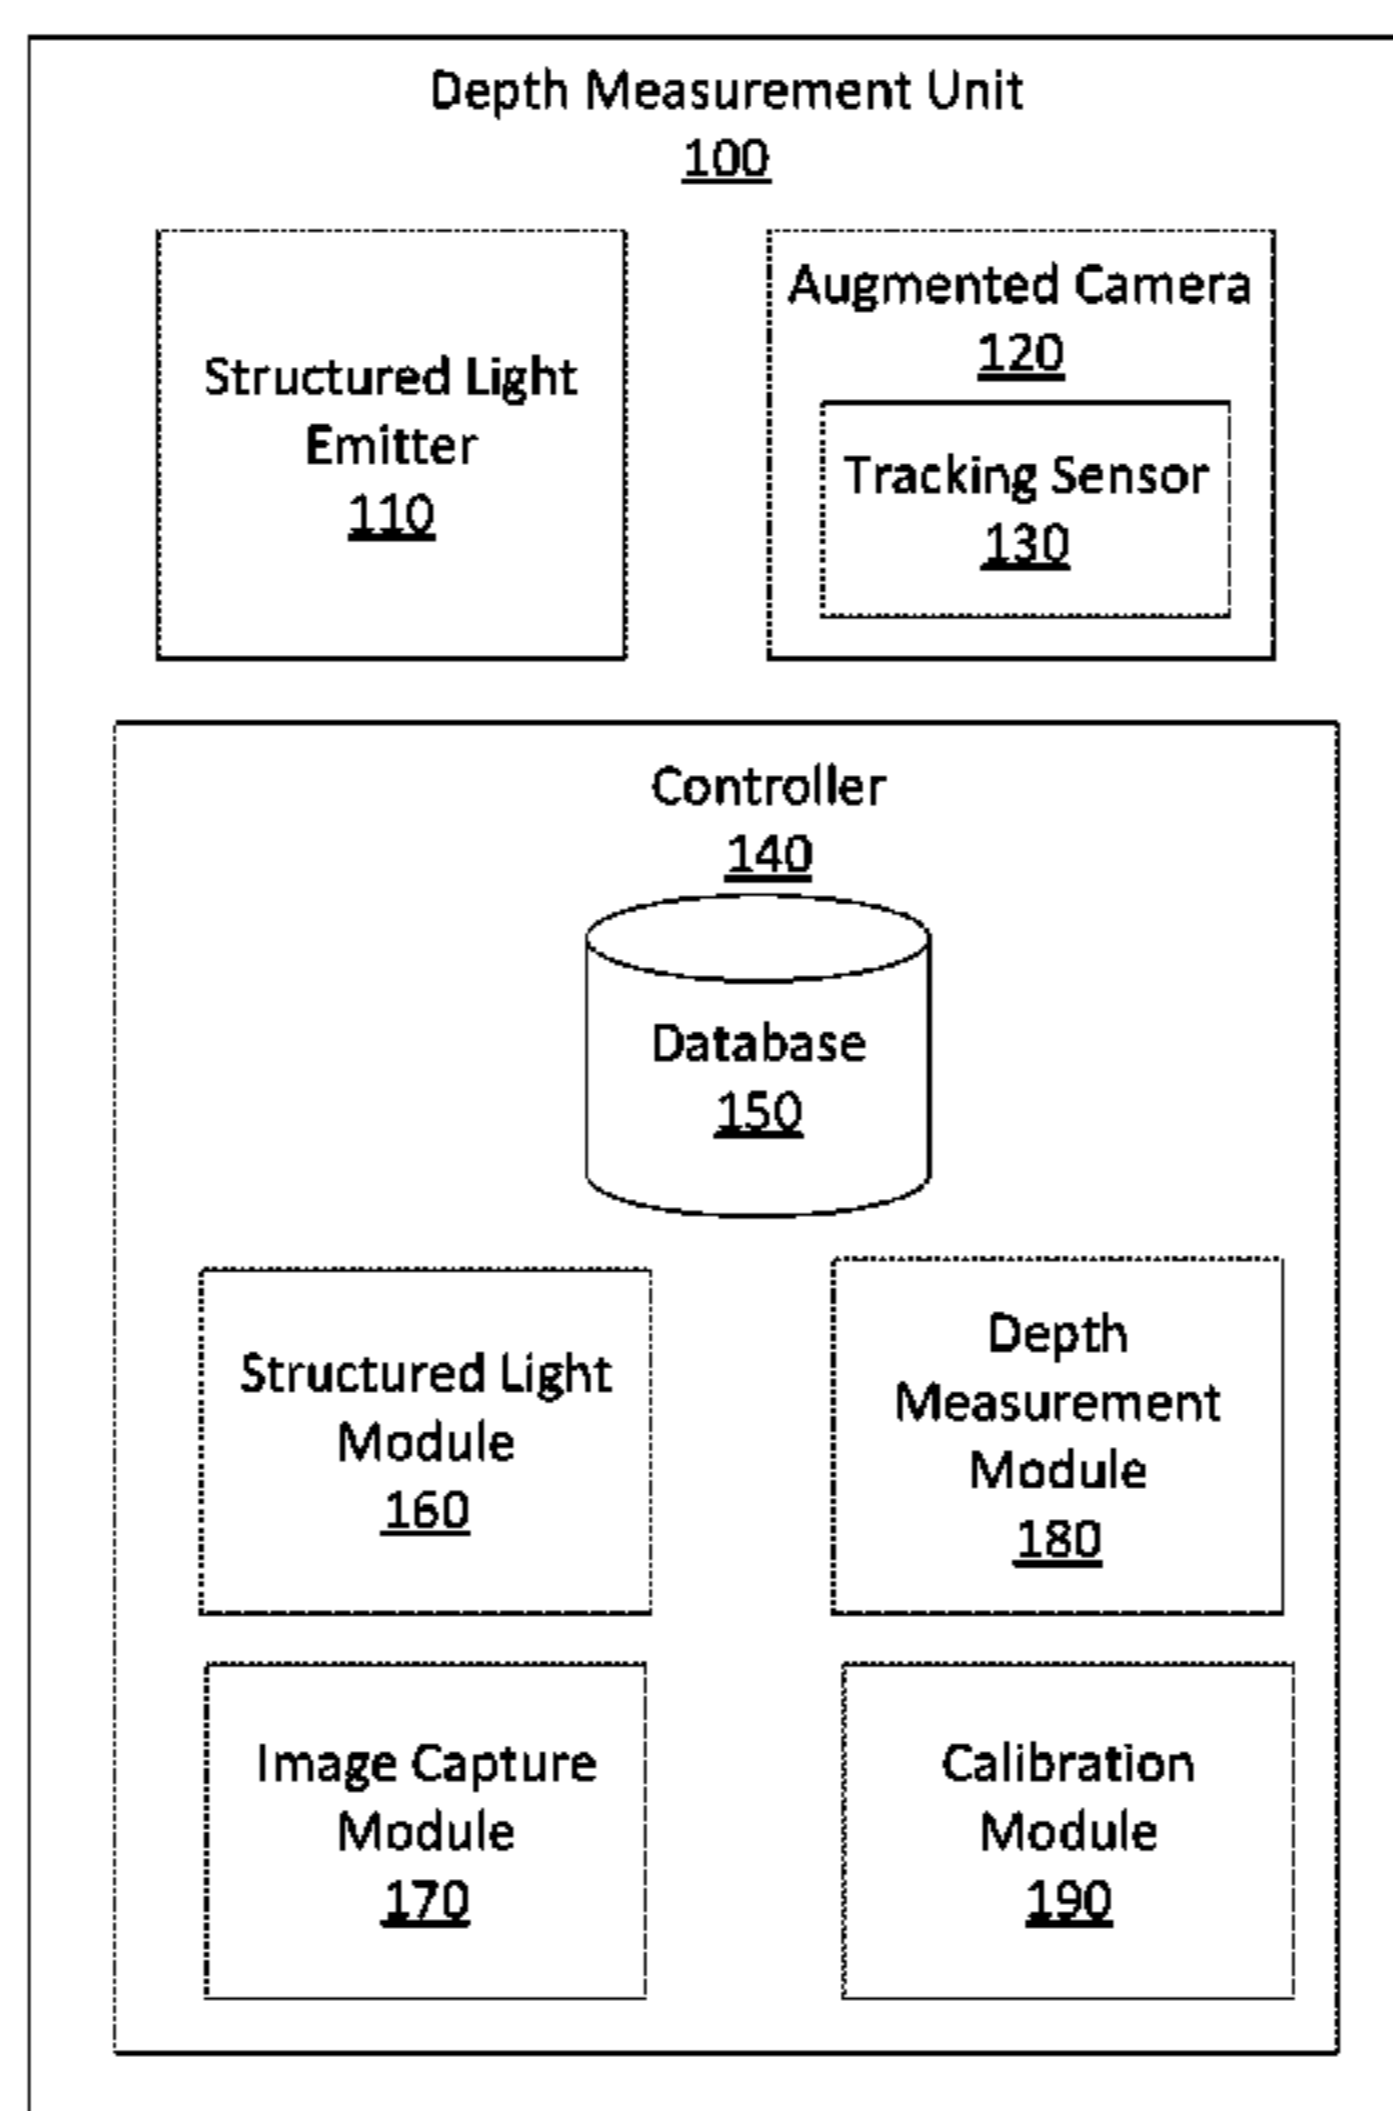 Depth Measurement Unit
100
Structured Light
Emitter
110
Augmented Camera
120
Tracking Sensor
130
Controller
140
Database
150
Structured Light
Module
160
Depth
Measurement
Module
180
Image Capture
Module
170
Calibration
Module
190